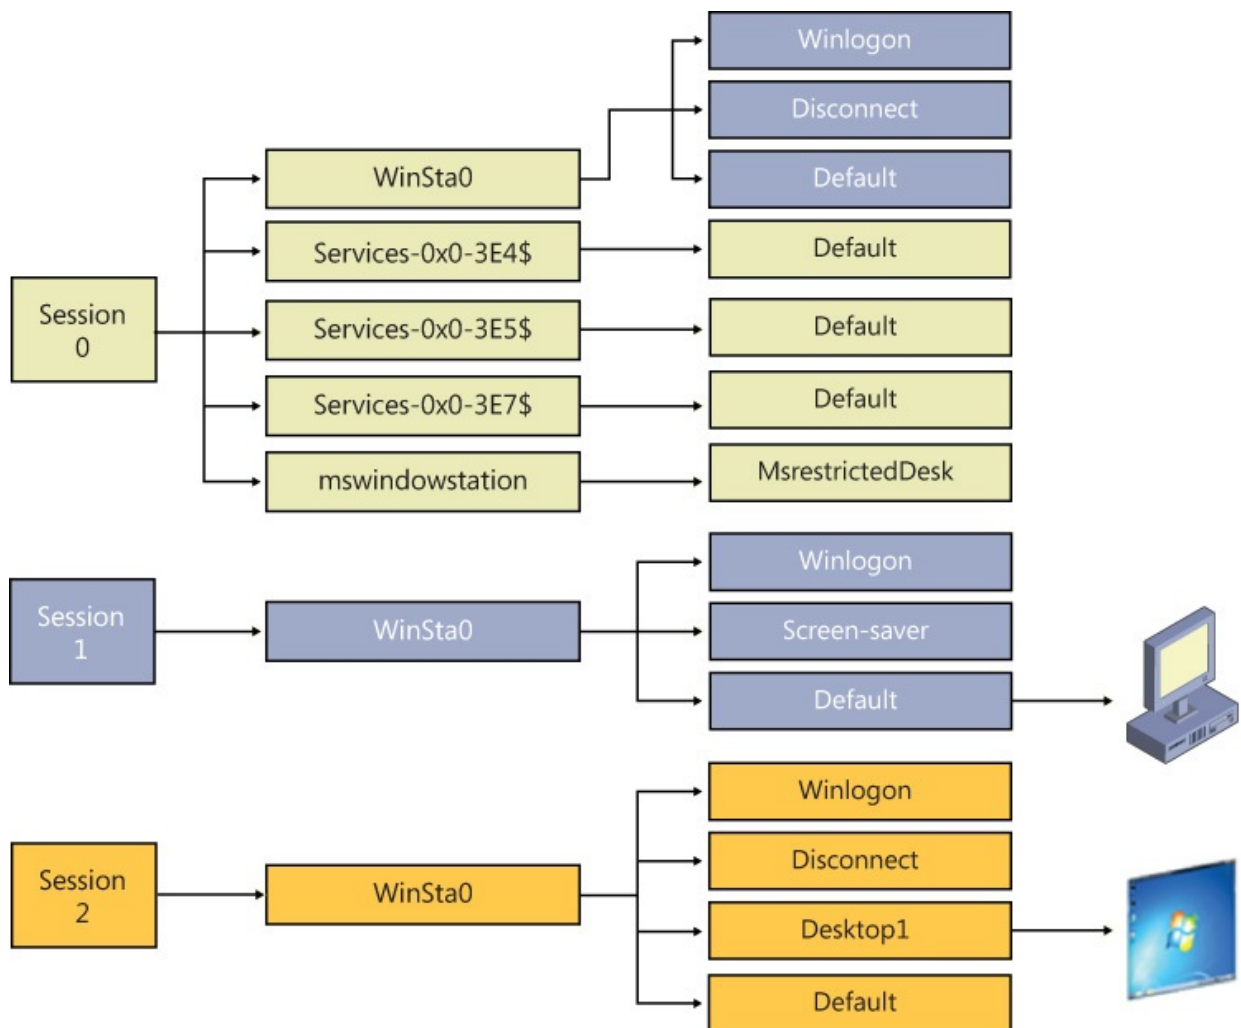 Winlogon
Disconnect
WinSta0
Default
Services-0x0-3E4$
Default
Session
0
Services-0x0-3E5$
Default
Services-0x0-3E7$
Default
mswindowstation
MsrestrictedDesk
Winlogon
Session
1
WinSta0
Screen-saver
Default
Winlogon
Disconnect
Session
2
WinSta0
Desktop1
Default